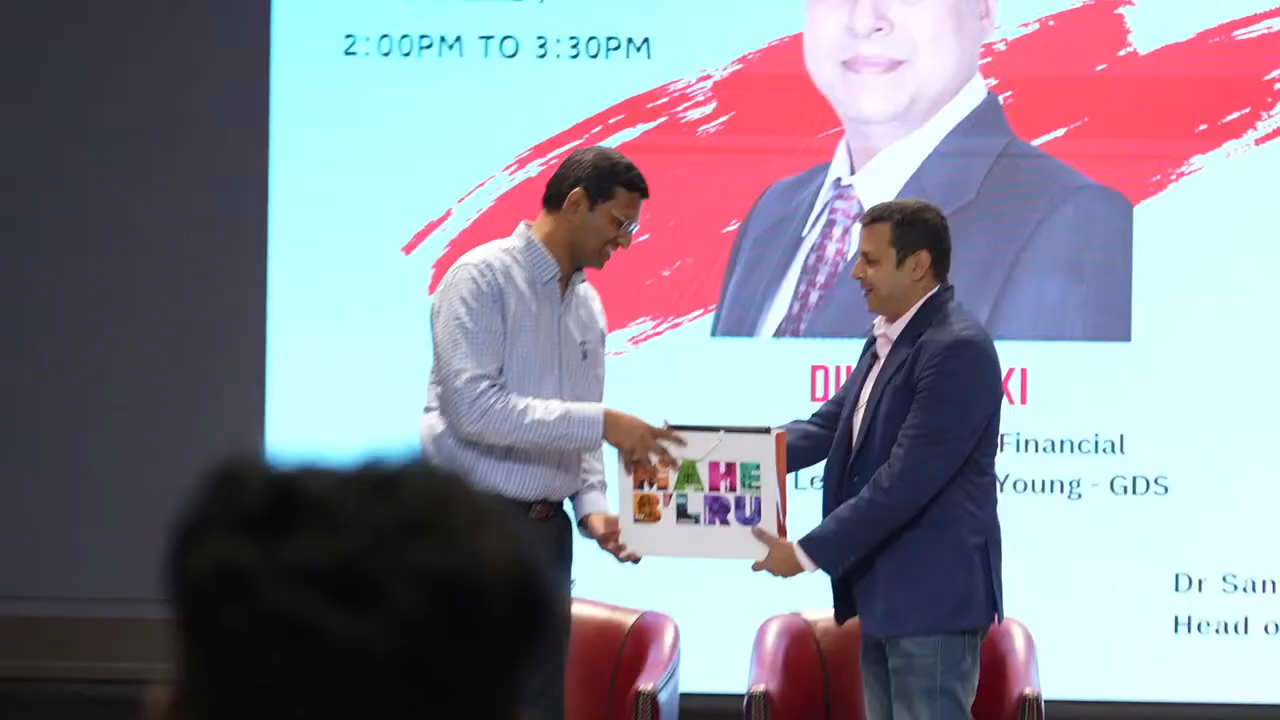 2:00PM TO 3:30PM
Financial
Young - GDS
MAHE
B'LRU
Dr San
Head o